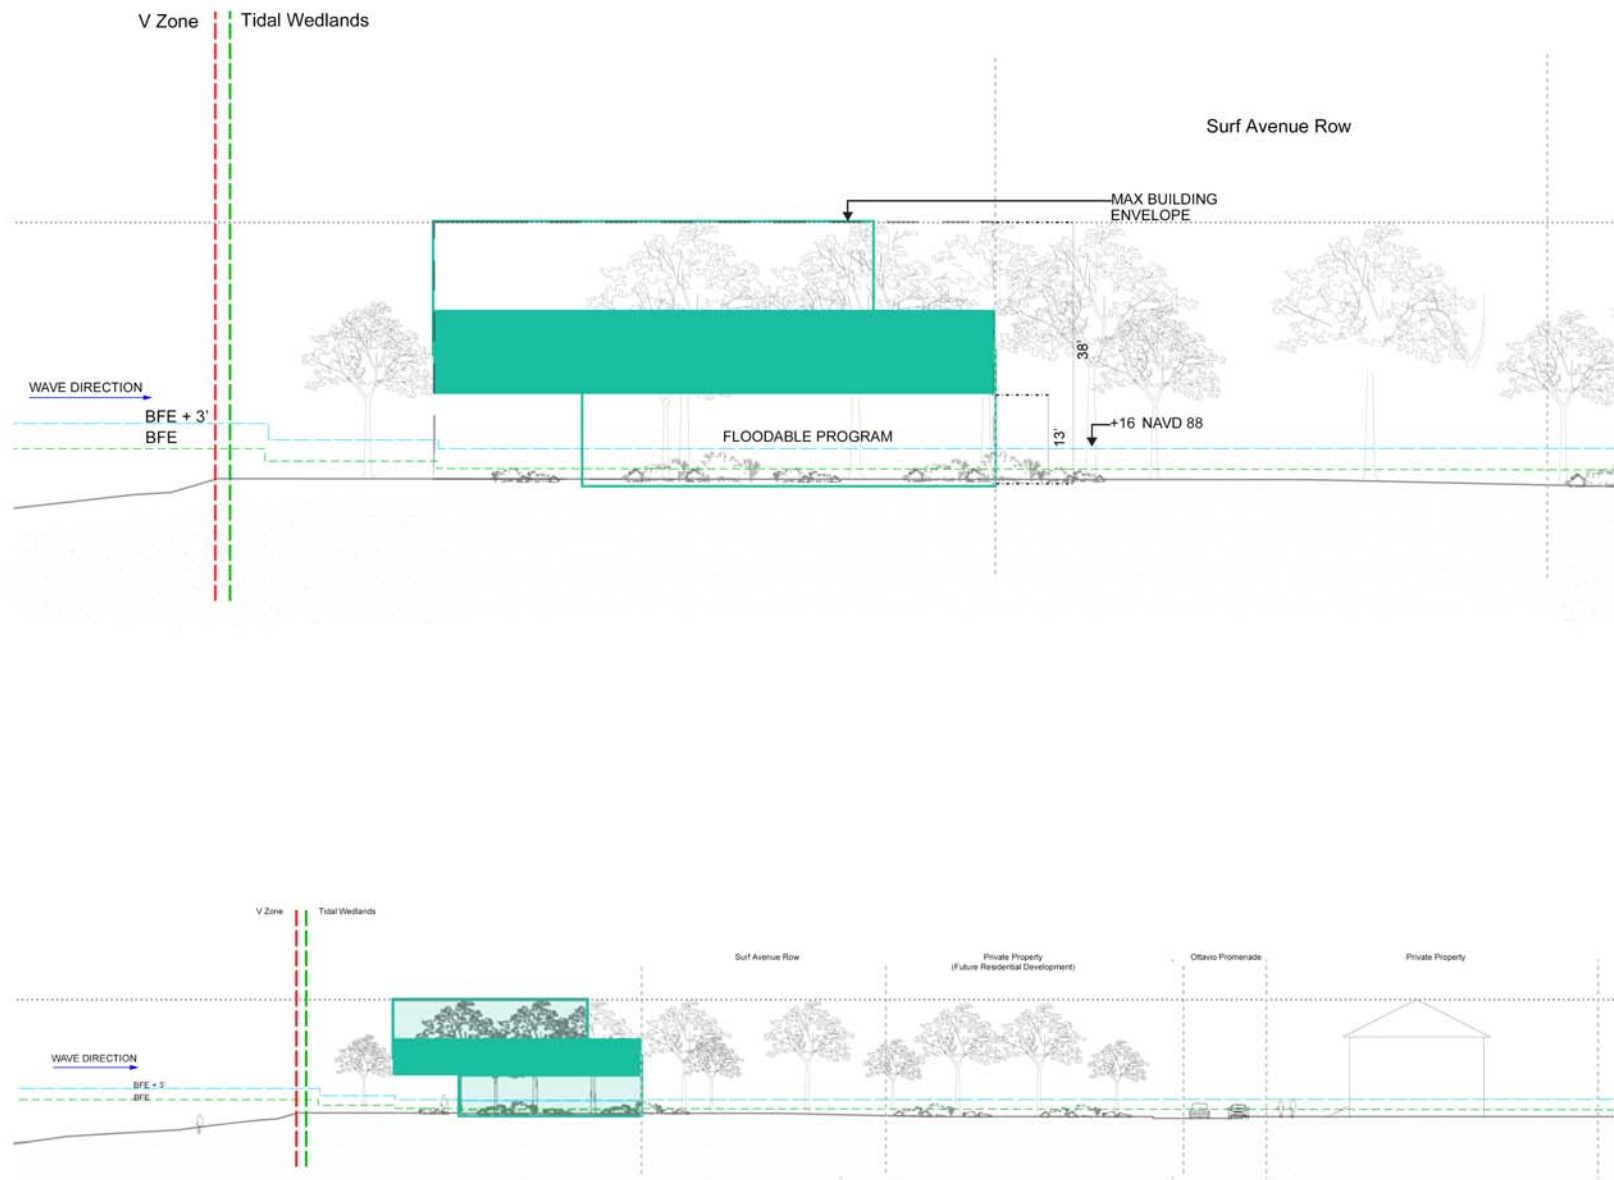 V Zone
Tidal Wedlands
Surf Avenue Row
MAX BUILDING
ENVELOPE
38'
WAVE DIRECTION
BFE + 3'
BFE
FLOODABLE PROGRAM
13'
+16 NAVD 88
V Zone
Tidal Wedlands
Surf Avenue Row
Private Property
(Future Residential Development)
Ottavio Promenade
Private Property
WAVE DIRECTION
BFE + 3'
BFE